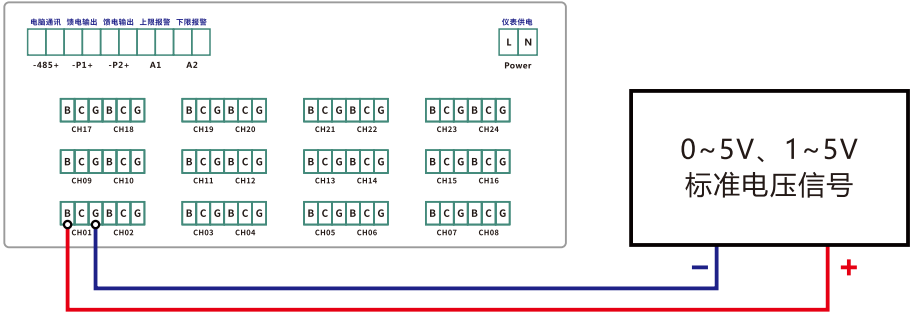 电脑通讯 馈电输出 馈电输出 上限报警 下限报警 仪表供电
L N
-485+ -P1+ -P2+ A1 A2 Power
B C G B C G B C G B C G B C G B C G B C G B C G
CH17 CH18 CH19 CH20 CH21 CH22 CH23 CH24
B C G B C G B C G B C G B C G B C G B C G B C G
CH09 CH10 CH11 CH12 CH13 CH14 CH15 CH16
B C G B C G B C G B C G B C G B C G B C G B C G
CH01 CH02 CH03 CH04 CH05 CH06 CH07 CH08
0~5V、1~5V
标准电压信号
− +